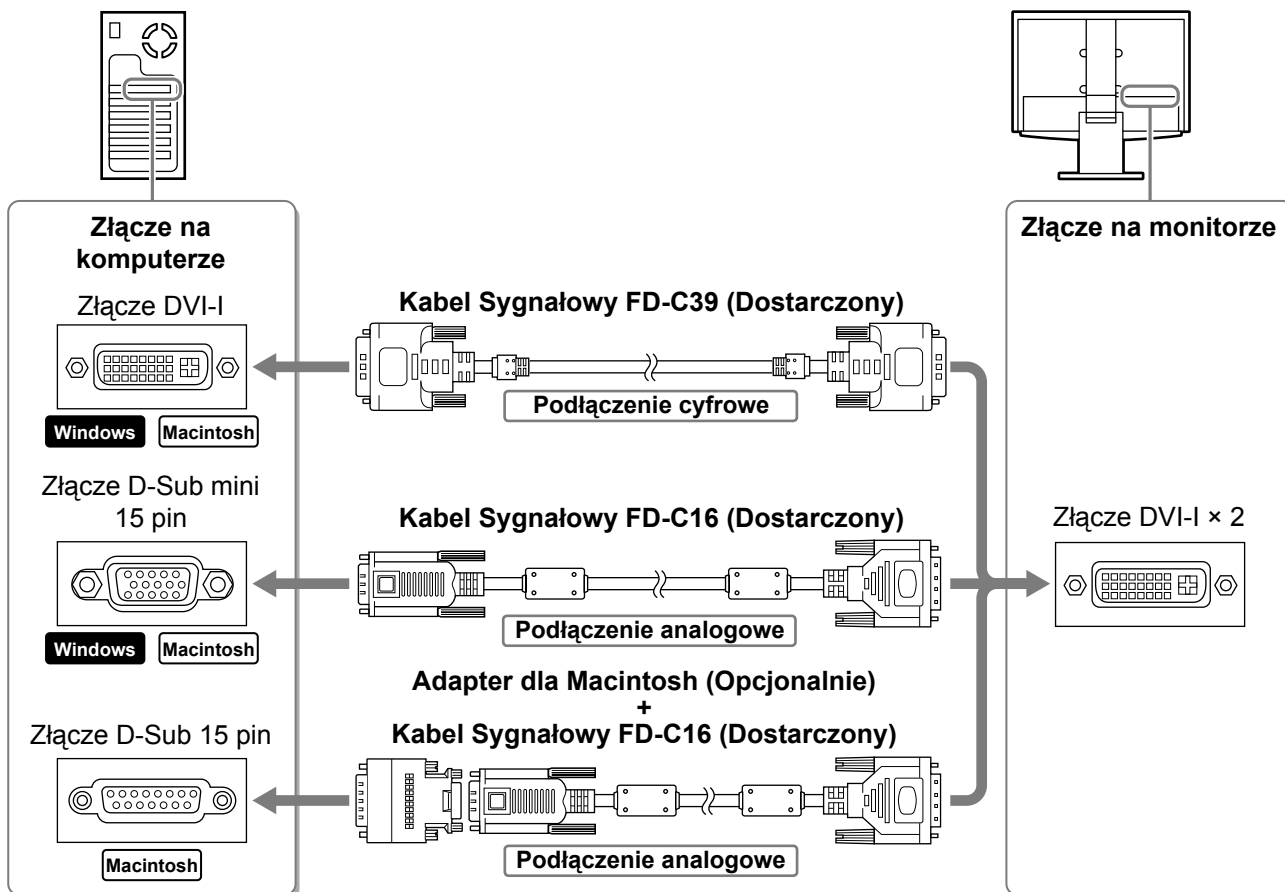 Złącze na
komputerze
Złącze DVI-I
Windows Macintosh
Złącze D-Sub mini
15 pin
Windows Macintosh
Złącze D-Sub 15 pin
Macintosh
Kabel Sygnałowy FD-C39 (Dostarczony)
Podłączenie cyfrowe
Kabel Sygnałowy FD-C16 (Dostarczony)
Podłączenie analogowe
Adapter dla Macintosh (Opcjonalnie)
+
Kabel Sygnałowy FD-C16 (Dostarczony)
Podłączenie analogowe
Złącze na monitorze
Złącze DVI-I × 2